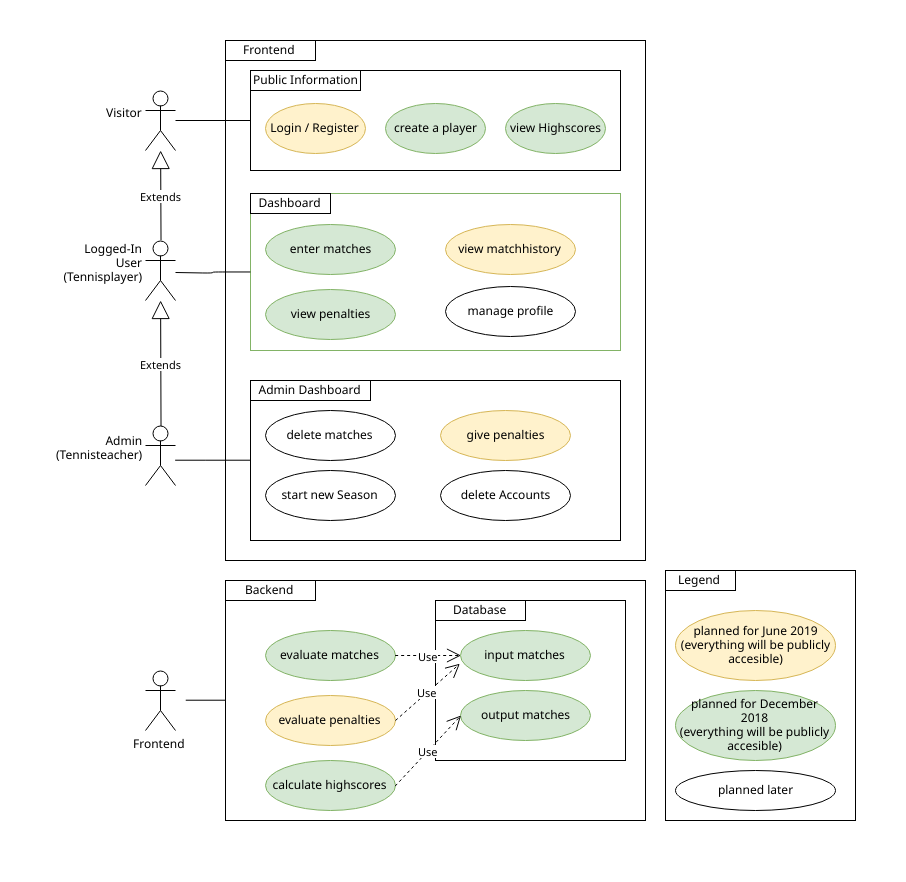 Frontend
Public Information
Visitor
Login / Register
create a player
view Highscores
Extends
Dashboard
Logged-In
User
(Tennisplayer)
enter matches
view matchhistory
view penalties
manage profile
Extends
Admin Dashboard
Admin
(Tennisteacher)
delete matches
give penalties
start new Season
delete Accounts
Backend
Database
evaluate matches
Use
input matches
evaluate penalties
Use
output matches
calculate highscores
Use
Frontend
Legend
planned for June 2019
(everything will be publicly
accesible)
planned for December
2018
(everything will be publicly
accesible)
planned later